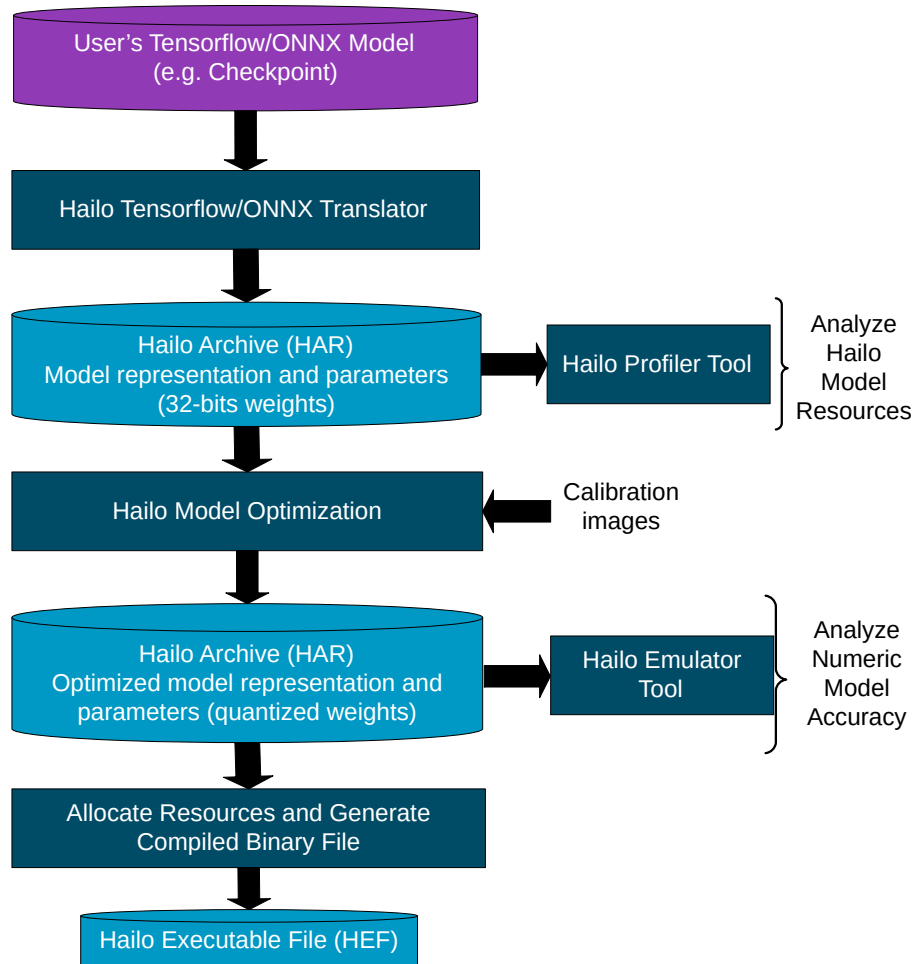 User’s Tensorflow/ONNX Model
(e.g. Checkpoint)
Hailo Tensorflow/ONNX Translator
Hailo Archive (HAR)
Model representation and parameters
(32-bits weights)
Hailo Profiler Tool
Analyze
Hailo
Model
Resources
Hailo Model Optimization
Calibration
images
Hailo Archive (HAR)
Optimized model representation and
parameters (quantized weights)
Hailo Emulator
Tool
Analyze
Numeric
Model
Accuracy
Allocate Resources and Generate
Compiled Binary File
Hailo Executable File (HEF)